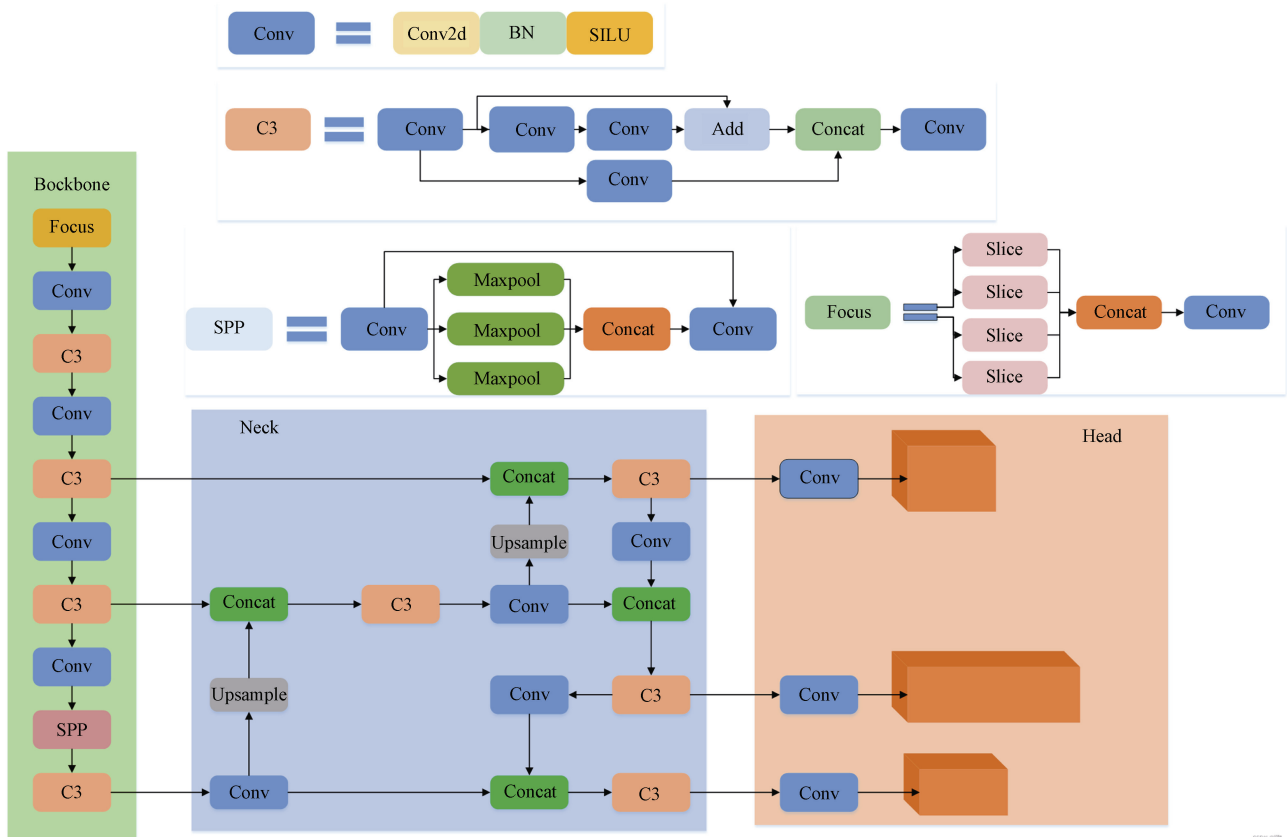 Conv
Conv2d
BN
SILU
C3
Conv
Conv
Conv
Add
Concat
Conv
Conv
Bockbone
Focus
Conv
C3
Conv
C3
Conv
C3
Conv
SPP
C3
SPP
Conv
Maxpool
Maxpool
Maxpool
Concat
Conv
Focus
Slice
Slice
Slice
Slice
Concat
Conv
Neck
Concat
C3
Upsample
Conv
Concat
C3
Conv
Concat
Upsample
Conv
C3
Conv
Concat
C3
Head
Conv
Conv
Conv